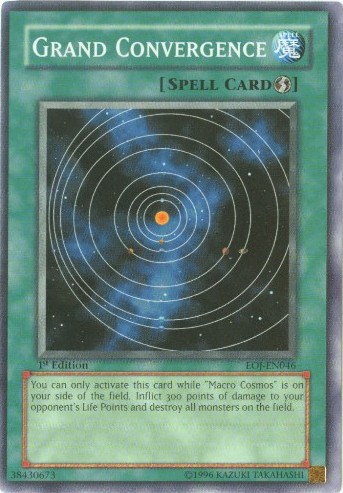 GRAND CONVERGENCE 魔
[SPELL CARD]
1st Edition EOJ-EN046
You can only activate this card while "Macro Cosmos" is on
your side of the field. Inflict 300 points of damage to your
opponent's Life Points and destroy all monsters on the field.
38430673 ©1996 KAZUKI TAKAHASHI